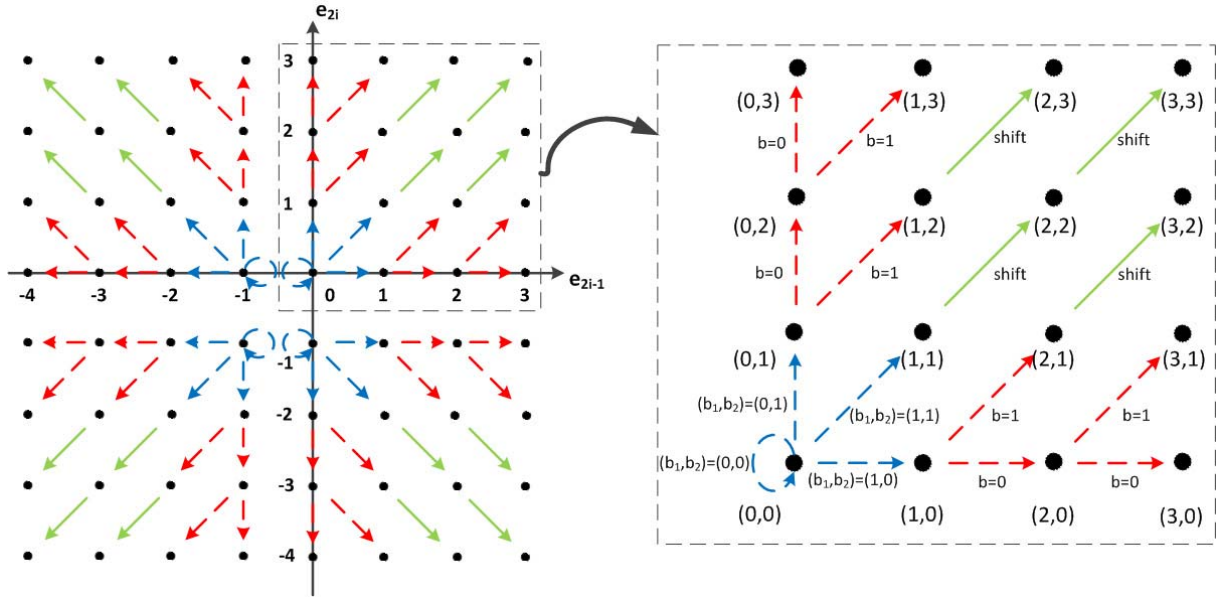 e2i
3
2
1
-4 -3 -2 -1 0 1 2 3
e2i-1
-1
-2
-3
-4
(0,3) (1,3) (2,3) (3,3)
b=0 b=1 shift shift
(0,2) (1,2) (2,2) (3,2)
b=0 b=1 shift shift
(0,1) (1,1) (2,1) (3,1)
(b1,b2)=(0,1) (b1,b2)=(1,1) b=1 b=1
(b1,b2)=(0,0) (b1,b2)=(1,0) b=0 b=0
(0,0) (1,0) (2,0) (3,0)